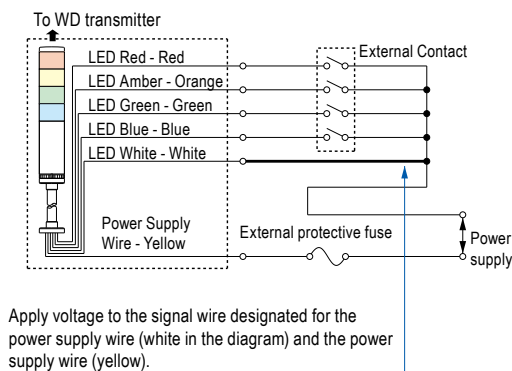 To WD transmitter
LED Red - Red
External Contact
LED Amber - Orange
LED Green - Green
LED Blue - Blue
LED White - White
Power Supply
Wire - Yellow
External protective fuse
Power
supply
Apply voltage to the signal wire designated for the
power supply wire (white in the diagram) and the power
supply wire (yellow).